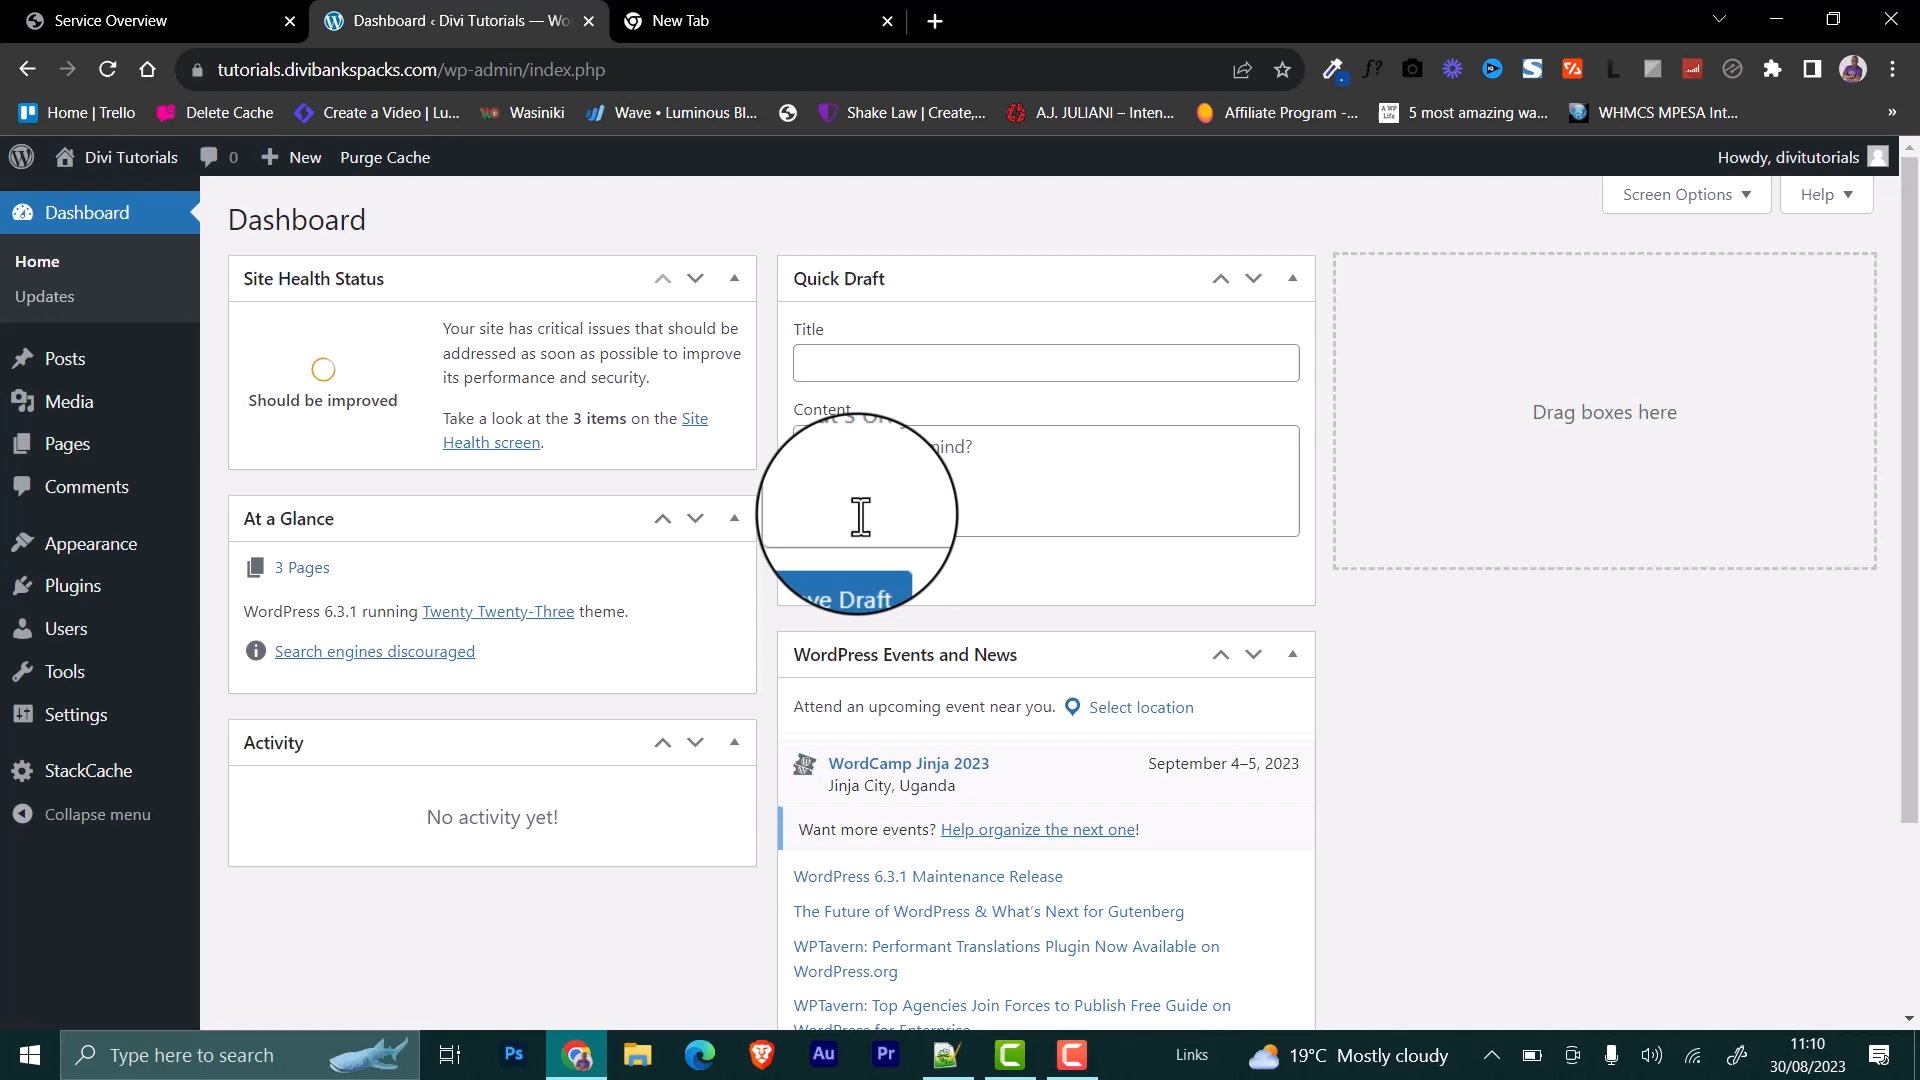 Service Overview
Dashboard ‹ Divi Tutorials — Wo
New Tab
tutorials.divibankspacks.com/wp-admin/index.php
Home | Trello
Delete Cache
Create a Video | Lu...
Wasiniki
Wave • Luminous Bl...
Shake Law | Create,...
A.J. JULIANI – Inten...
Affiliate Program -...
5 most amazing wa...
WHMCS MPESA Int...
Divi Tutorials
0
New
Purge Cache
Howdy, divitutorials
Screen Options
Help
Dashboard
Home
Updates
Posts
Media
Pages
Comments
Appearance
Plugins
Users
Tools
Settings
StackCache
Collapse menu
Dashboard
Site Health Status
Should be improved
Your site has critical issues that should be
addressed as soon as possible to improve
its performance and security.
Take a look at the 3 items on the Site
Health screen.
At a Glance
3 Pages
WordPress 6.3.1 running Twenty Twenty-Three theme.
Search engines discouraged
Activity
No activity yet!
Quick Draft
Title
Content
mind?
ve Draft
WordPress Events and News
Attend an upcoming event near you.
Select location
WordCamp Jinja 2023
September 4–5, 2023
Jinja City, Uganda
Want more events? Help organize the next one!
WordPress 6.3.1 Maintenance Release
The Future of WordPress & What's Next for Gutenberg
WPTavern: Performant Translations Plugin Now Available on
WordPress.org
WPTavern: Top Agencies Join Forces to Publish Free Guide on
WordPress for Enterprise
Drag boxes here
Type here to search
Ps
Au
Pr
Links
19°C Mostly cloudy
11:10
30/08/2023